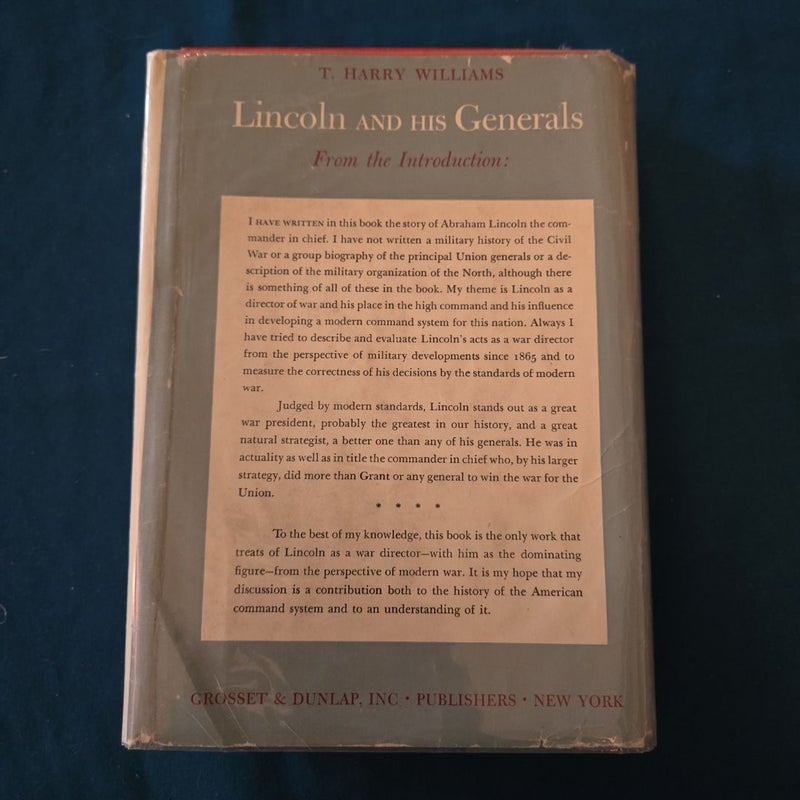 T. HARRY WILLIAMS
Lincoln AND HIS Generals
From the Introduction:
I HAVE WRITTEN in this book the story of Abraham Lincoln the com-
mander in chief. I have not written a military history of the Civil
War or a group biography of the principal Union generals or a de-
scription of the military organization of the North, although there
is something of all of these in the book. My theme is Lincoln as a
director of war and his place in the high command and his influence
in developing a modern command system for this nation. Always I
have tried to describe and evaluate Lincoln's acts as a war director
from the perspective of military developments since 1865 and to
measure the correctness of his decisions by the standards of modern
war.
Judged by modern standards, Lincoln stands out as a great
war president, probably the greatest in our history, and a great
natural strategist, a better one than any of his generals. He was in
actuality as well as in title the commander in chief who, by his larger
strategy, did more than Grant or any general to win the war for the
Union.
* * * *
To the best of my knowledge, this book is the only work that
treats of Lincoln as a war director—with him as the dominating
figure—from the perspective of modern war. It is my hope that my
discussion is a contribution both to the history of the American
command system and to an understanding of it.
GROSSET & DUNLAP, INC • PUBLISHERS • NEW YORK